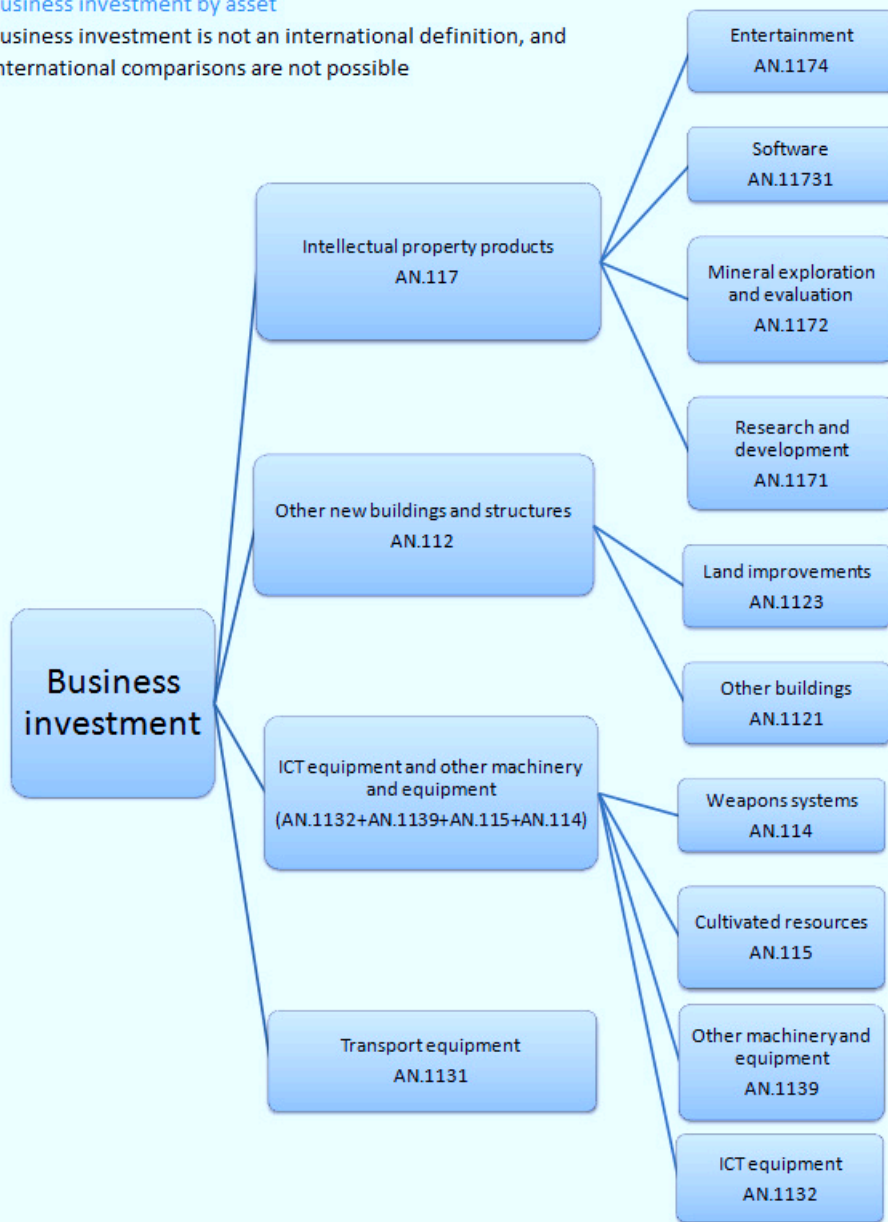 usiness investment by asset
usiness investment is not an international definition, and
nternational comparisons are not possible
Entertainment
AN.1174
Software
AN.11731
Intellectual property products
AN.117
Mineral exploration
and evaluation
AN.1172
Research and
development
AN.1171
Other new buildings and structures
AN.112
Land improvements
AN.1123
Other buildings
AN.1121
Business
investment
ICT equipment and other machinery
and equipment
(AN.1132+AN.1139+AN.115+AN.114)
Weapons systems
AN.114
Cultivated resources
AN.115
Other machinery and
equipment
AN.1139
Transport equipment
AN.1131
ICT equipment
AN.1132